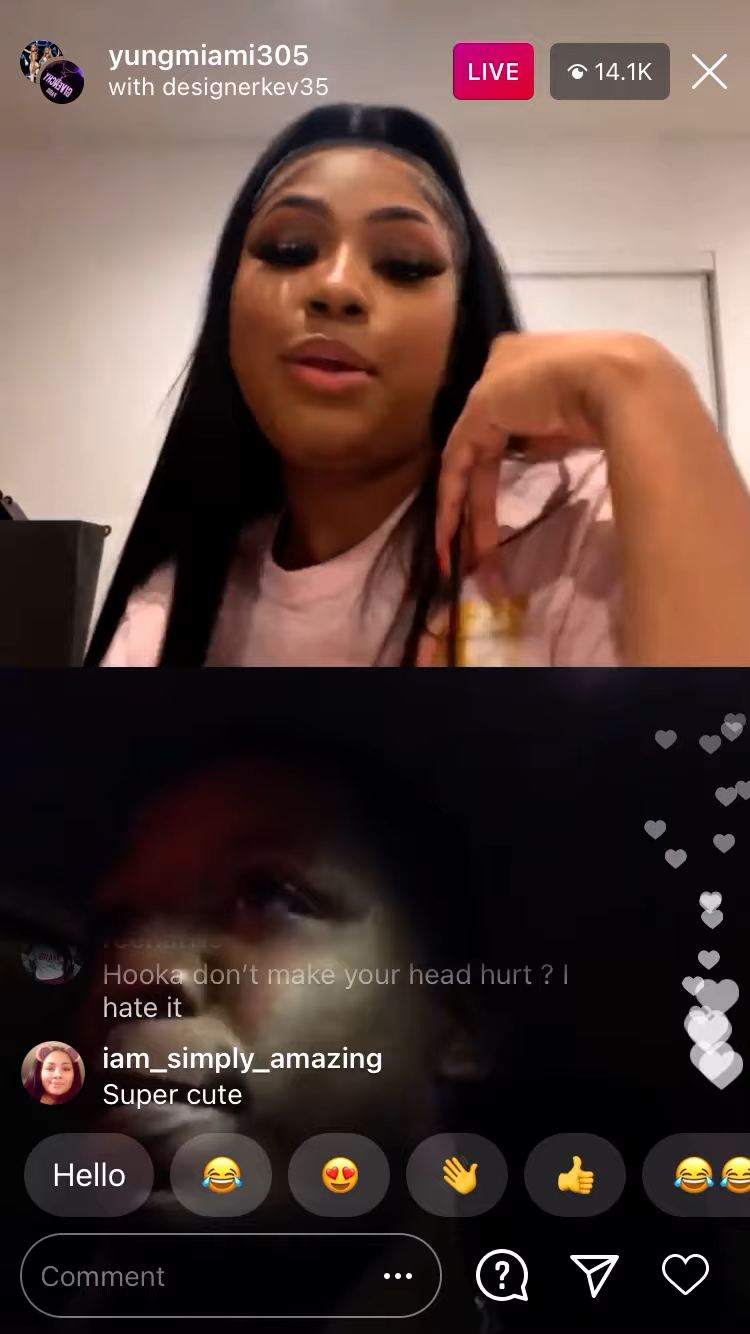 yungmiami305
with designerkev35
LIVE
14.1K
Hooka don’t make your head hurt ? I
hate it
iam_simply_amazing
Super cute
Hello
Comment